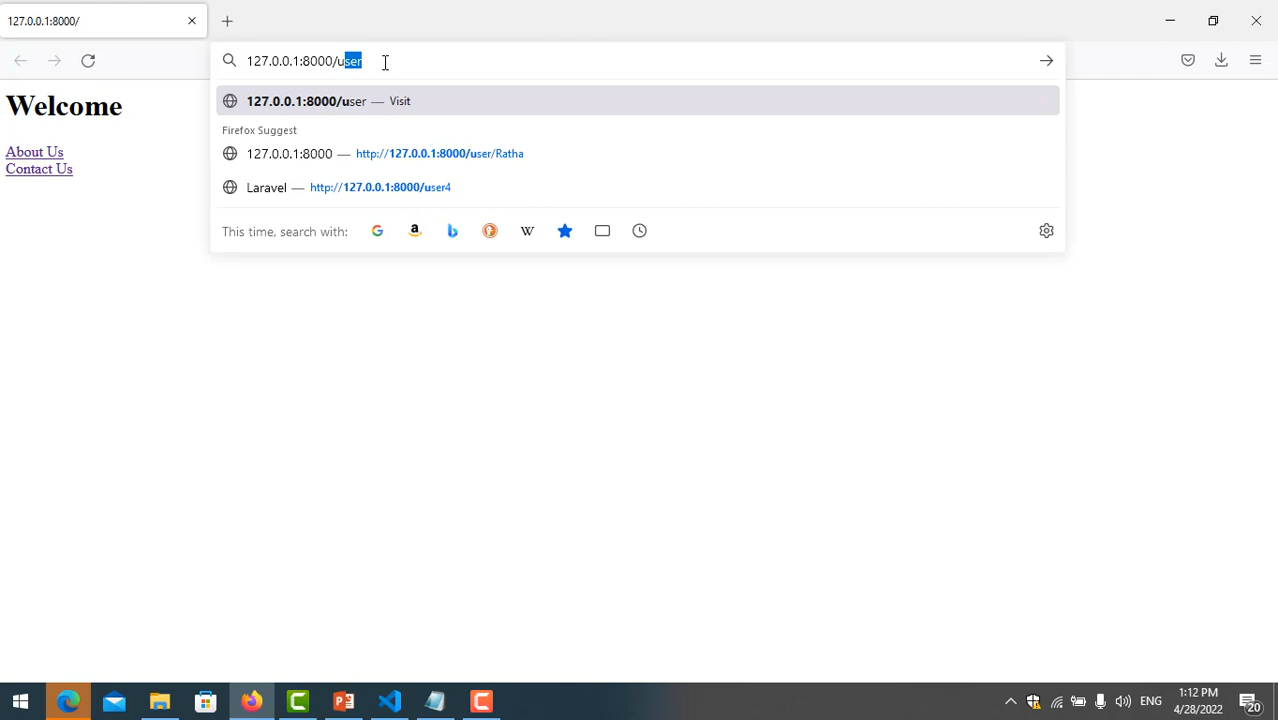 127.0.0.1:8000/
127.0.0.1:8000/user
127.0.0.1:8000/user — Visit
Firefox Suggest
127.0.0.1:8000 — http://127.0.0.1:8000/user/Ratha
Laravel — http://127.0.0.1:8000/user4
This time, search with:
Welcome
About Us
Contact Us
ENG
1:12 PM
4/28/2022
20